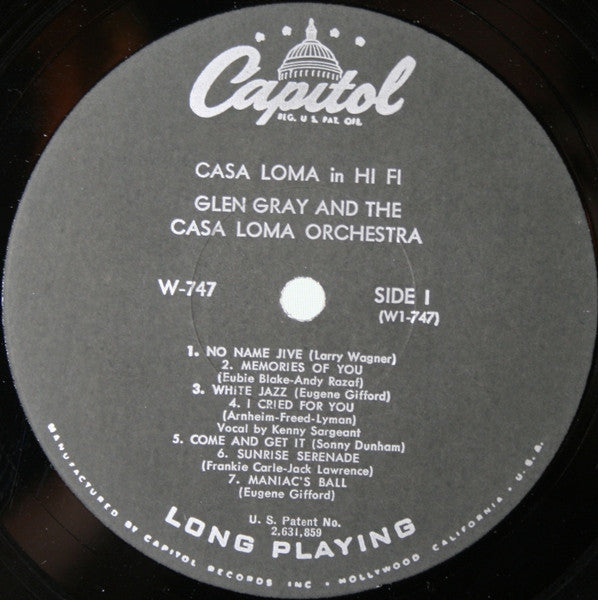 Capitol
REG. U. S. PAT. OFF.
CASA LOMA in HI FI
GLEN GRAY AND THE
CASA LOMA ORCHESTRA
W-747
SIDE 1
(W1-747)
1. NO NAME JIVE (Larry Wagner)
2. MEMORIES OF YOU
(Eubie Blake-Andy Razaf)
3. WHITE JAZZ (Eugene Gifford)
4. I CRIED FOR YOU
(Arnheim-Freed-Lyman)
Vocal by Kenny Sargeant
5. COME AND GET IT (Sonny Dunham)
6. SUNRISE SERENADE
(Frankie Carle-Jack Lawrence)
7. MANIAC'S BALL
(Eugene Gifford)
U. S. Patent No.
2,631,859
LONG PLAYING
MANUFACTURED BY CAPITOL RECORDS INC • HOLLYWOOD CALIFORNIA • U.S.A.